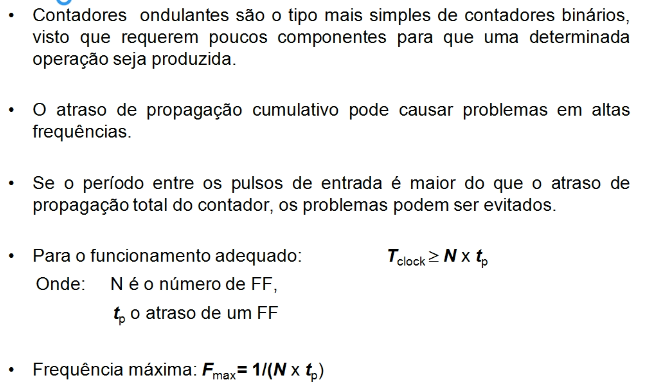 • Contadores ondulantes são o tipo mais simples de contadores binários,
visto que requerem poucos componentes para que uma determinada
operação seja produzida.
• O atraso de propagação cumulativo pode causar problemas em altas
frequências.
• Se o período entre os pulsos de entrada é maior do que o atraso de
propagação total do contador, os problemas podem ser evitados.
• Para o funcionamento adequado: Tclock ≥ N x tp
Onde: N é o número de FF,
tp o atraso de um FF
• Frequência máxima: Fmax= 1/(N x tp)